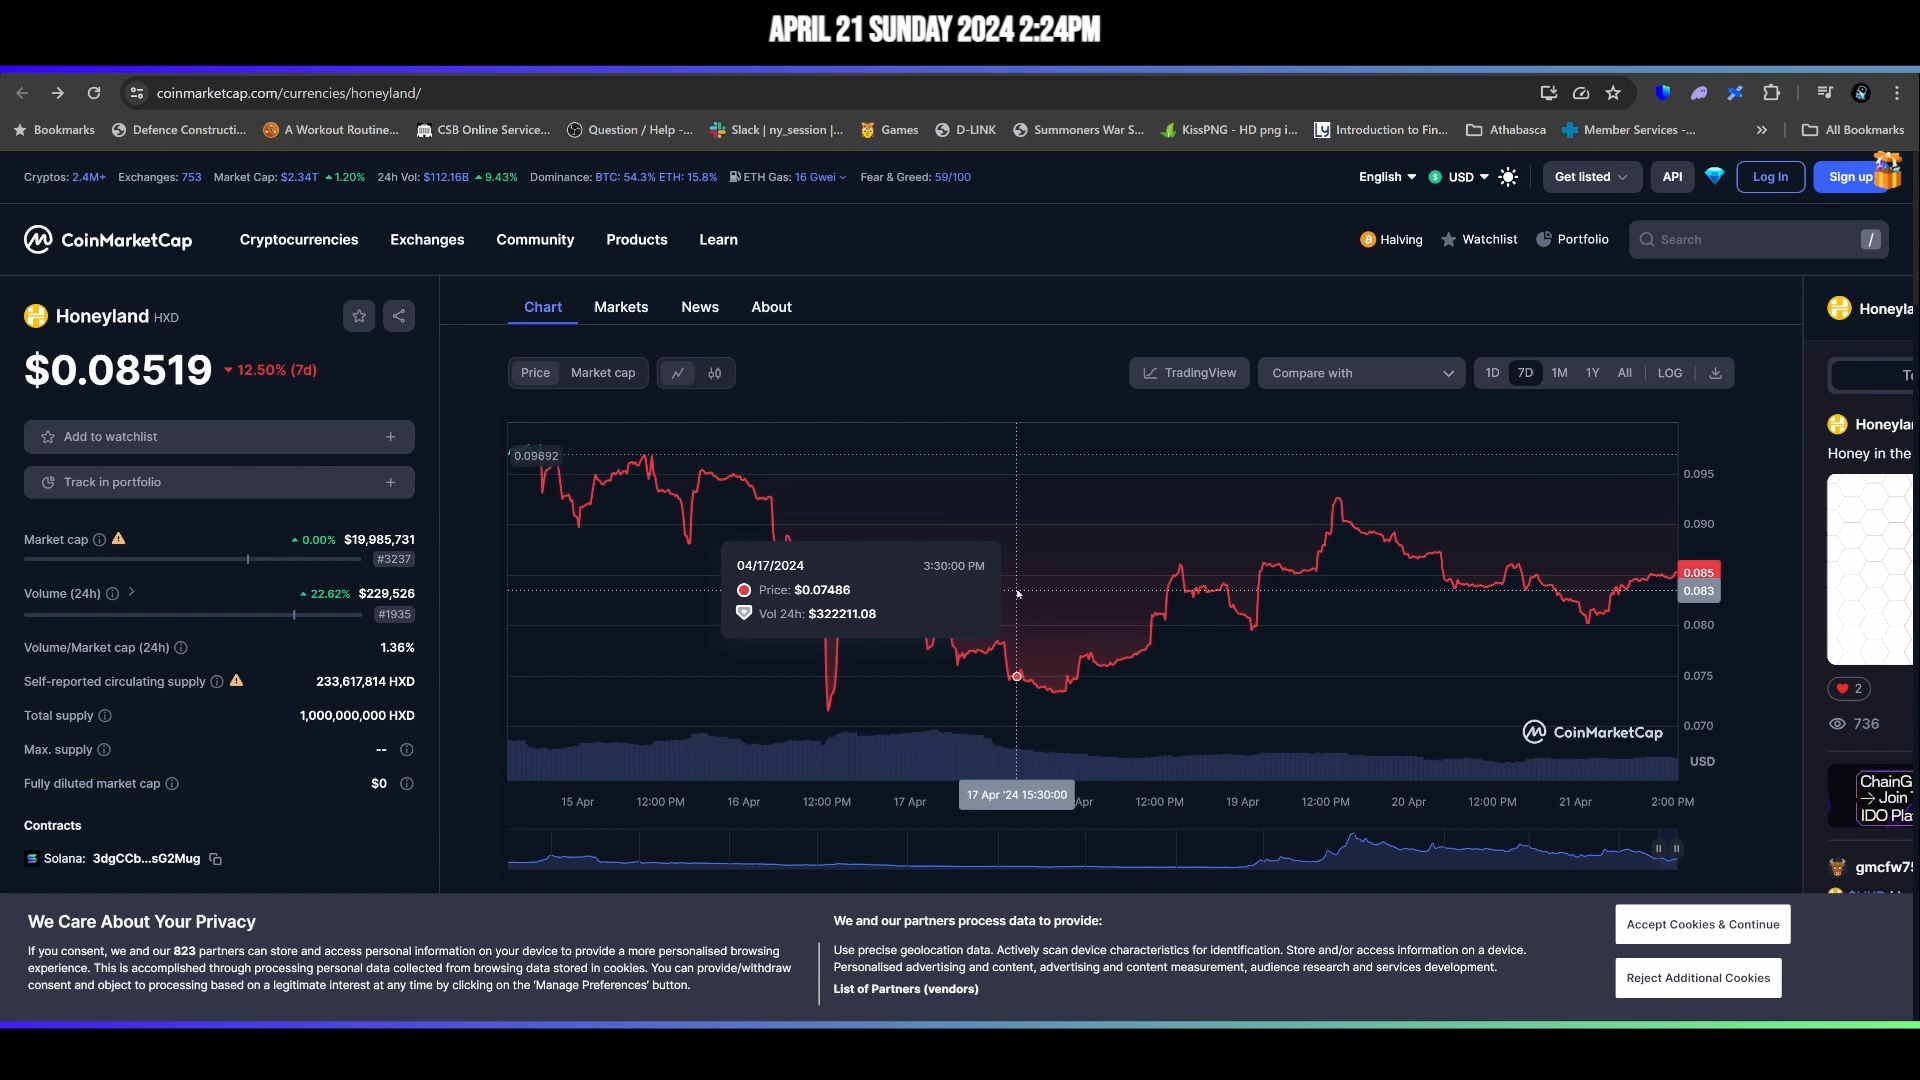 APRIL 21 SUNDAY 2024 2:24PM
coinmarketcap.com/currencies/honeyland/
Bookmarks Defence Constructi... A Workout Routine... CSB Online Service... Question / Help -... Slack | ny_session |... Games D-LINK Summoners War S... KissPNG - HD png i... Introduction to Fin... Athabasca Member Services -... » All Bookmarks
Cryptos: 2.4M+ Exchanges: 753 Market Cap: $2.34T 1.20% 24h Vol: $112.16B 9.43% Dominance: BTC: 54.3% ETH: 15.8% ETH Gas: 16 Gwei Fear & Greed: 59/100
English USD Get listed API Log In Sign up
CoinMarketCap Cryptocurrencies Exchanges Community Products Learn
Halving Watchlist Portfolio Search /
Honeyland HXD
$0.08519 12.50% (7d)
Add to watchlist +
Track in portfolio +
Market cap 0.00% $19,985,731
#3237
Volume (24h) 22.62% $229,526
#1935
Volume/Market cap (24h) 1.36%
Self-reported circulating supply 233,617,814 HXD
Total supply 1,000,000,000 HXD
Max. supply --
Fully diluted market cap $0
Contracts
Solana: 3dgCCb...sG2Mug
Chart Markets News About
Price Market cap
TradingView Compare with 1D 7D 1M 1Y All LOG
0.09692
0.095
0.090
0.085
0.083
0.080
0.075
0.070
USD
04/17/2024 3:30:00 PM
Price: $0.07486
Vol 24h: $322211.08
CoinMarketCap
17 Apr '24 15:30:00
15 Apr 12:00 PM 16 Apr 12:00 PM 17 Apr Apr 12:00 PM 19 Apr 12:00 PM 20 Apr 12:00 PM 21 Apr 2:00 PM
Honeyla
To
Honeylar
Honey in the
2
736
ChainG
→ Join
IDO Pla
gmcfw75
We Care About Your Privacy
If you consent, we and our 823 partners can store and access personal information on your device to provide a more personalised browsing
experience. This is accomplished through processing personal data collected from browsing data stored in cookies. You can provide/withdraw
consent and object to processing based on a legitimate interest at any time by clicking on the 'Manage Preferences' button.
We and our partners process data to provide:
Use precise geolocation data. Actively scan device characteristics for identification. Store and/or access information on a device.
Personalised advertising and content, advertising and content measurement, audience research and services development.
List of Partners (vendors)
Accept Cookies & Continue
Reject Additional Cookies